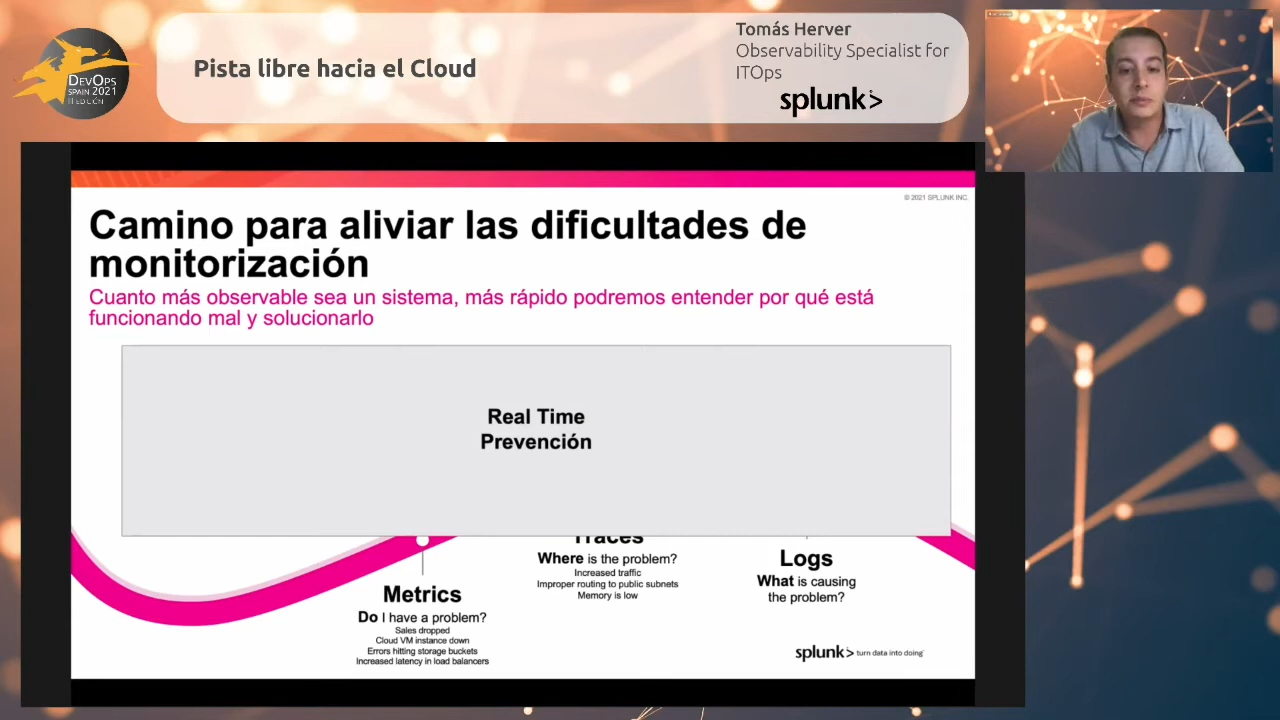 DEVOPS
SPAIN 2021
III EDICIÓN
Pista libre hacia el Cloud
Tomás Herver
Observability Specialist for
ITOps
splunk>
© 2021 SPLUNK INC.
Camino para aliviar las dificultades de
monitorización
Cuanto más observable sea un sistema, más rápido podremos entender por qué está
funcionando mal y solucionarlo
Real Time
Prevención
Traces
Where is the problem?
Increased traffic
Improper routing to public subnets
Memory is low
Logs
What is causing
the problem?
Metrics
Do I have a problem?
Sales dropped
Cloud VM instance down
Errors hitting storage buckets
Increased latency in load balancers
splunk> turn data into doing